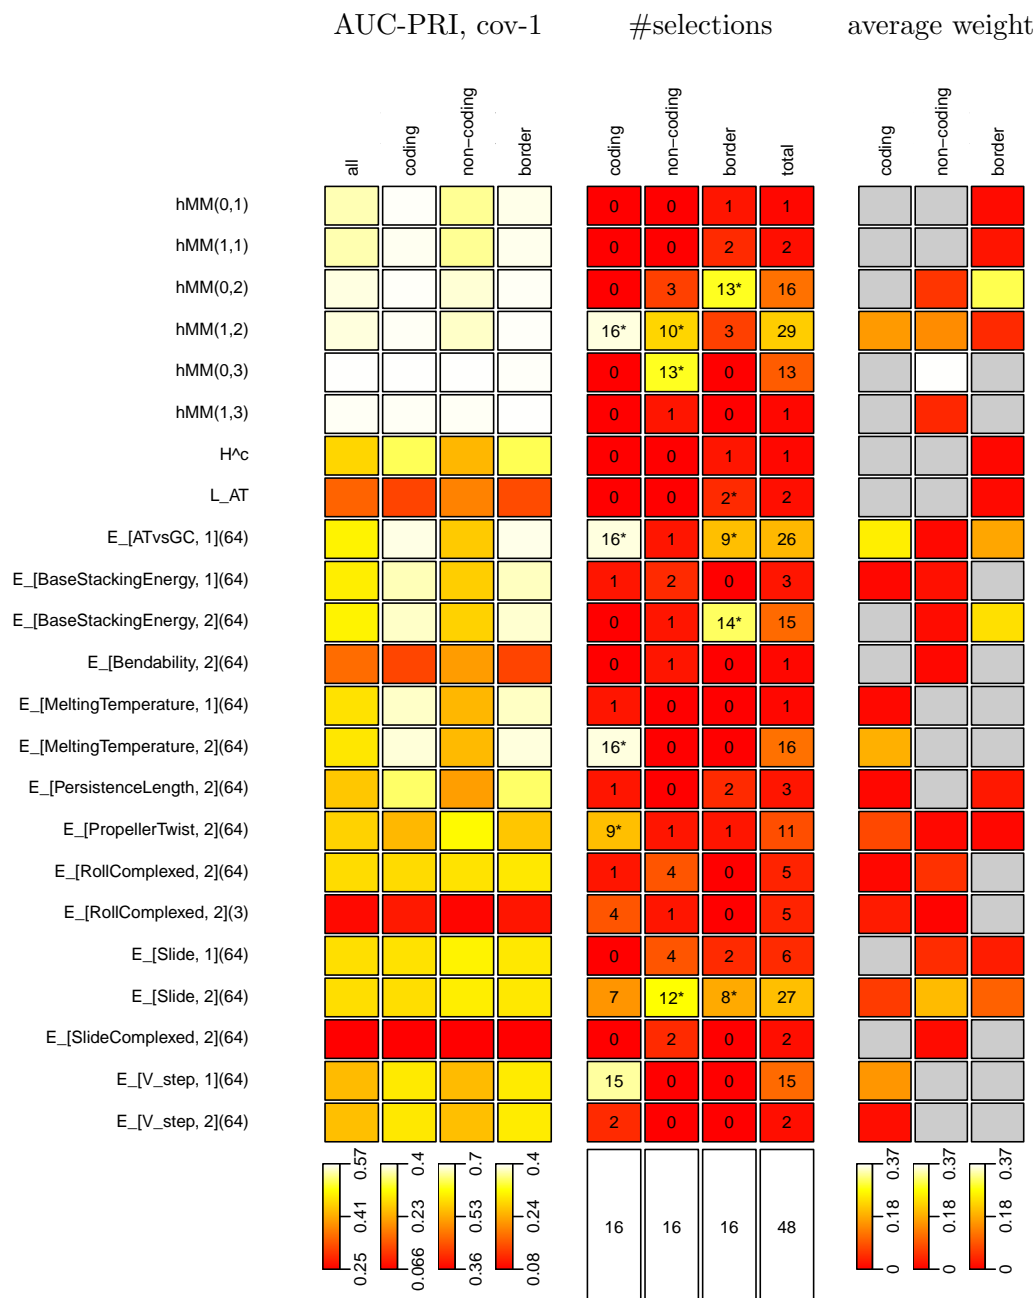 AUC-PRI, cov-1 #selections average weight
all coding non−coding border coding non−coding border total coding non−coding border
hMM(0,1) 0 0 1 1
hMM(1,1) 0 0 2 2
hMM(0,2) 0 3 13* 16
hMM(1,2) 16* 10* 3 29
hMM(0,3) 0 13* 0 13
hMM(1,3) 0 1 0 1
H^c 0 0 1 1
L_AT 0 0 2* 2
E_[ATvsGC, 1](64) 16* 1 9* 26
E_[BaseStackingEnergy, 1](64) 1 2 0 3
E_[BaseStackingEnergy, 2](64) 0 1 14* 15
E_[Bendability, 2](64) 0 1 0 1
E_[MeltingTemperature, 1](64) 1 0 0 1
E_[MeltingTemperature, 2](64) 16* 0 0 16
E_[PersistenceLength, 2](64) 1 0 2 3
E_[PropellerTwist, 2](64) 9* 1 1 11
E_[RollComplexed, 2](64) 1 4 0 5
E_[RollComplexed, 2](3) 4 1 0 5
E_[Slide, 1](64) 0 4 2 6
E_[Slide, 2](64) 7 12* 8* 27
E_[SlideComplexed, 2](64) 0 2 0 2
E_[V_step, 1](64) 15 0 0 15
E_[V_step, 2](64) 2 0 0 2
0.25 0.41 0.57
0.066 0.23 0.4
0.36 0.53 0.7
0.08 0.24 0.4
16 16 16 48
0 0.18 0.37
0 0.18 0.37
0 0.18 0.37